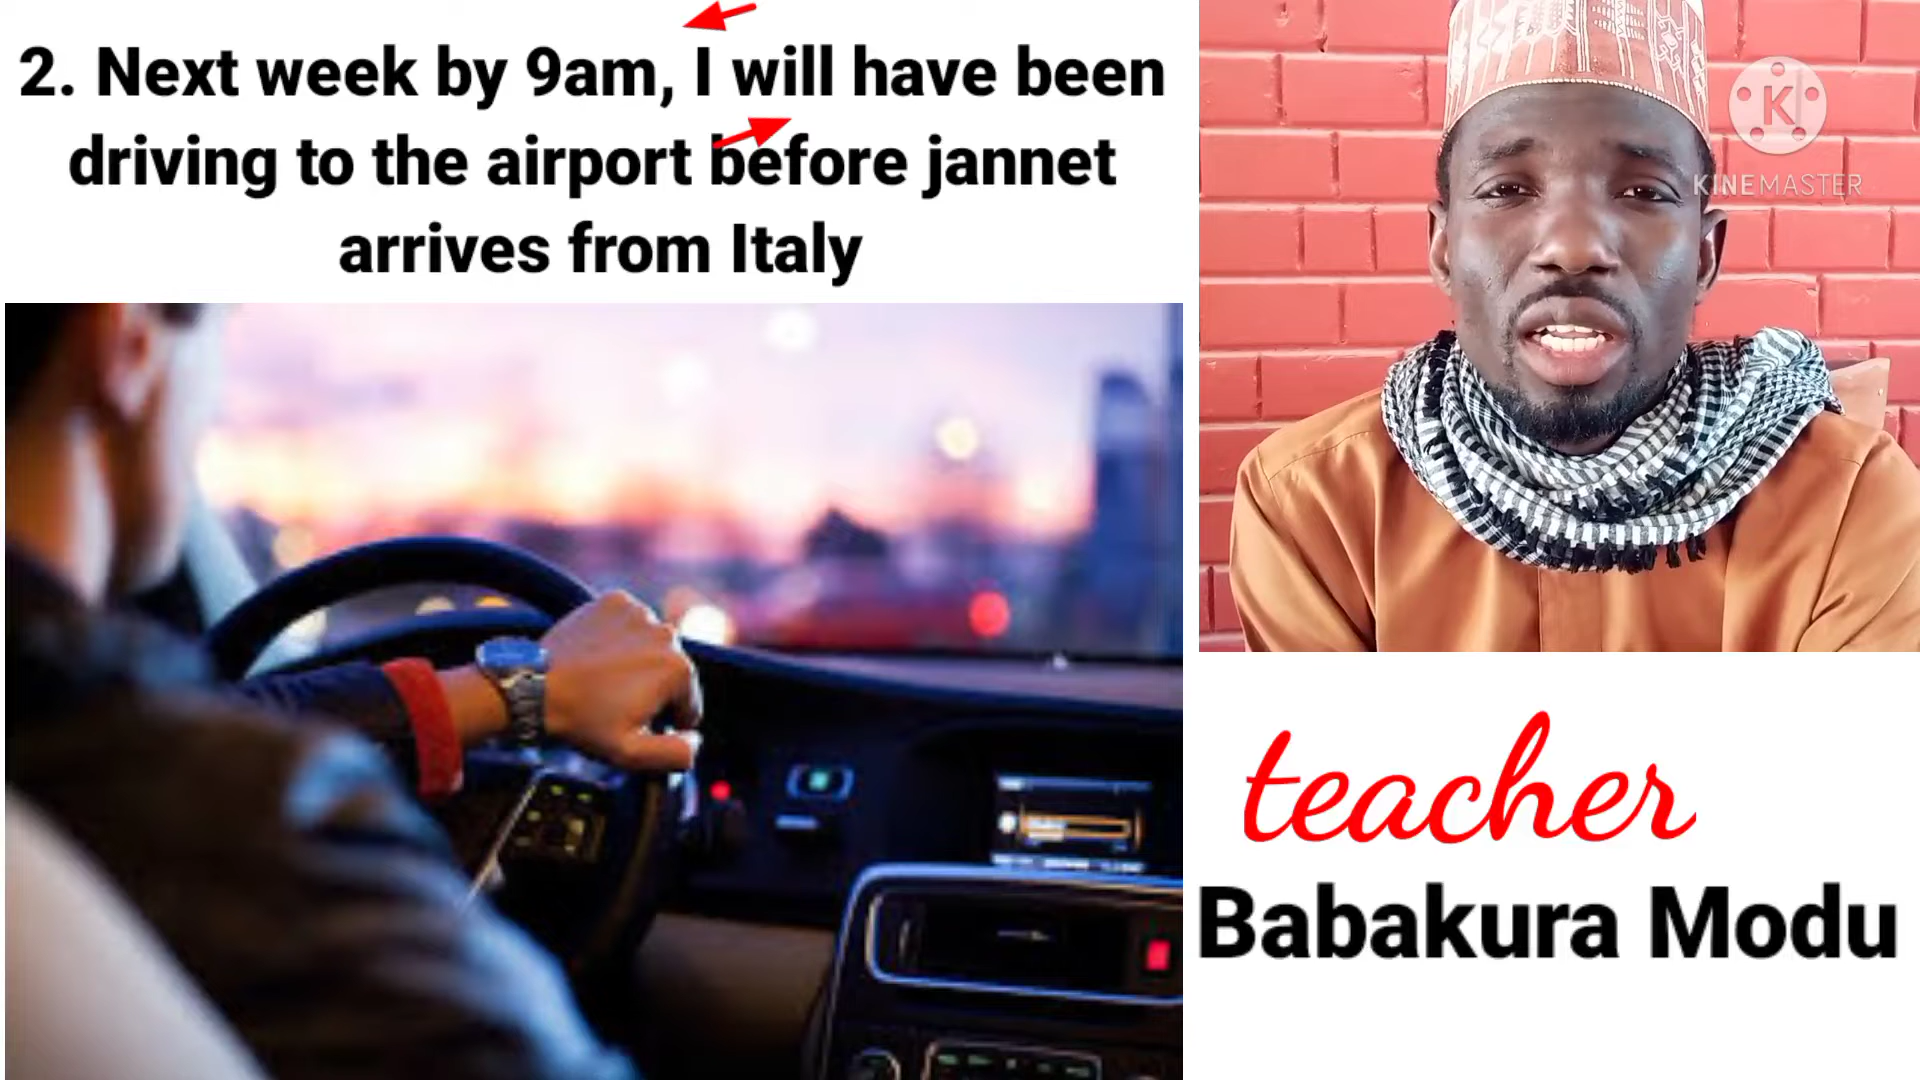 2. Next week by 9am, I will have been
driving to the airport before jannet
arrives from Italy
K
KINEMASTER
teacher
Babakura Modu